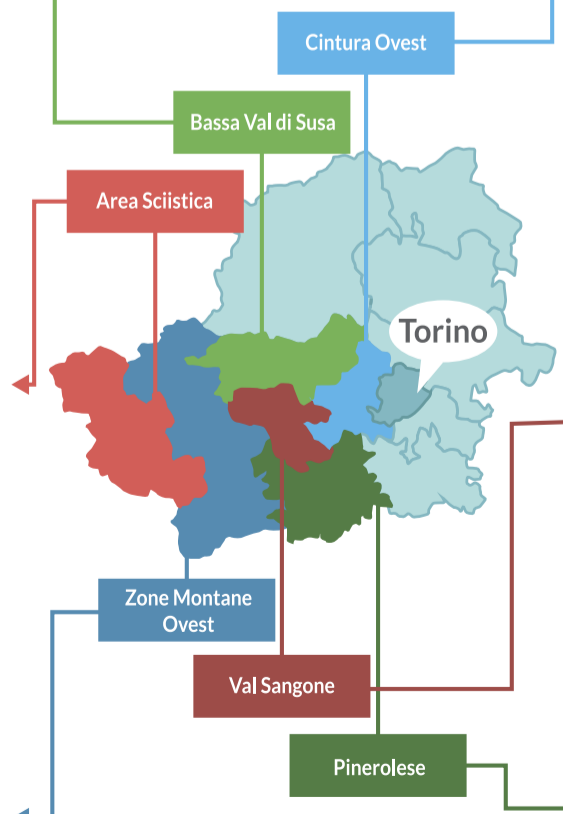 Cintura Ovest
Bassa Val di Susa
Area Sciistica
Torino
Zone Montane
Ovest
Val Sangone
Pinerolese